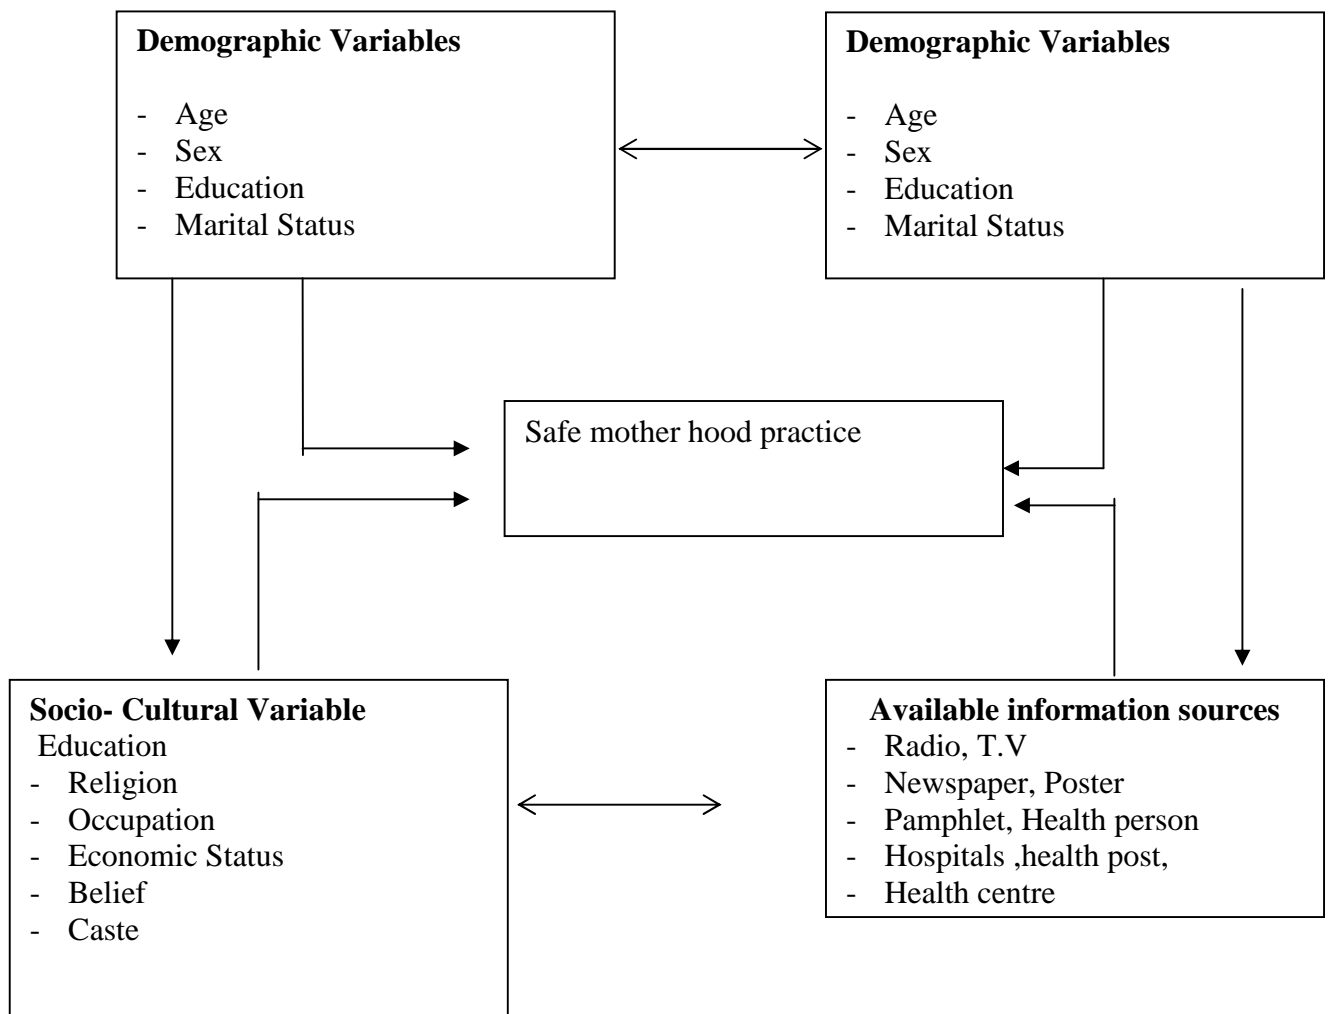 Demographic Variables
- Age
- Sex
- Education
- Marital Status
Demographic Variables
- Age
- Sex
- Education
- Marital Status
Safe mother hood practice
Socio- Cultural Variable
Education
- Religion
- Occupation
- Economic Status
- Belief
- Caste
Available information sources
- Radio, T.V
- Newspaper, Poster
- Pamphlet, Health person
- Hospitals ,health post,
- Health centre